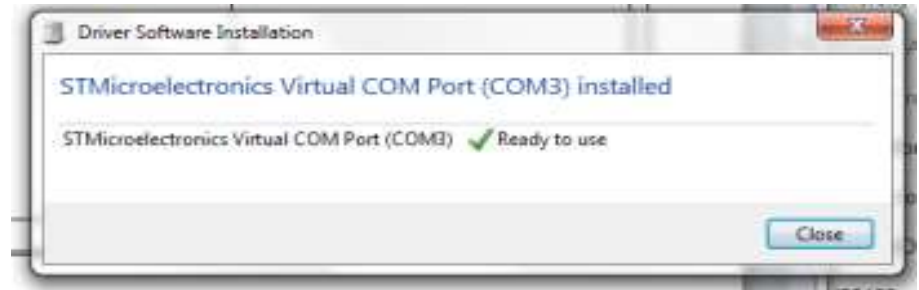 Driver Software Installation
STMicroelectronics Virtual COM Port (COM3) installed
STMicroelectronics Virtual COM Port (COM3) Ready to use
Close